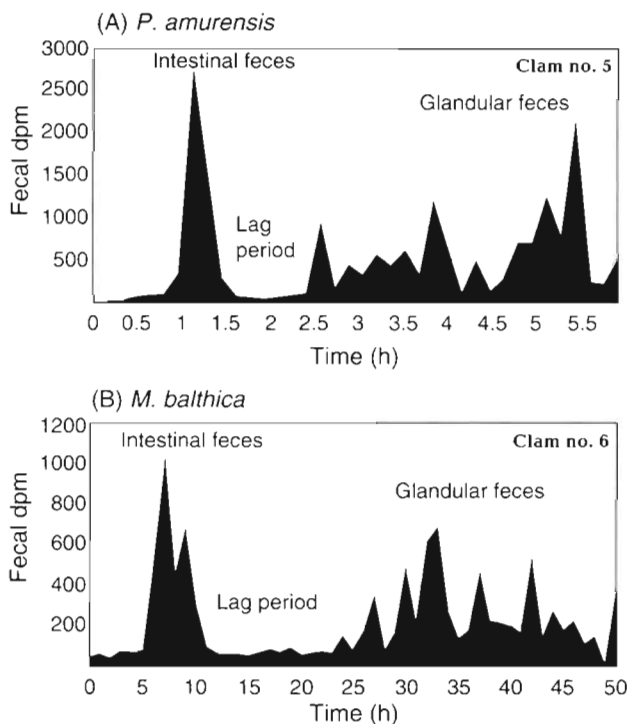 (A) P. amurensis
3000
Intestinal feces
Clam no. 5
2500
Glandular feces
2000
Fecal dpm
1500
1000
Lag
period
500
0 0.5 1 1.5 2 2.5 3 3.5 4 4.5 5 5.5
Time (h)
(B) M. balthica
1200
Intestinal feces
Clam no. 6
1000
Glandular feces
800
Fecal dpm
600
400
Lag period
200
0 5 10 15 20 25 30 35 40 45 50
Time (h)